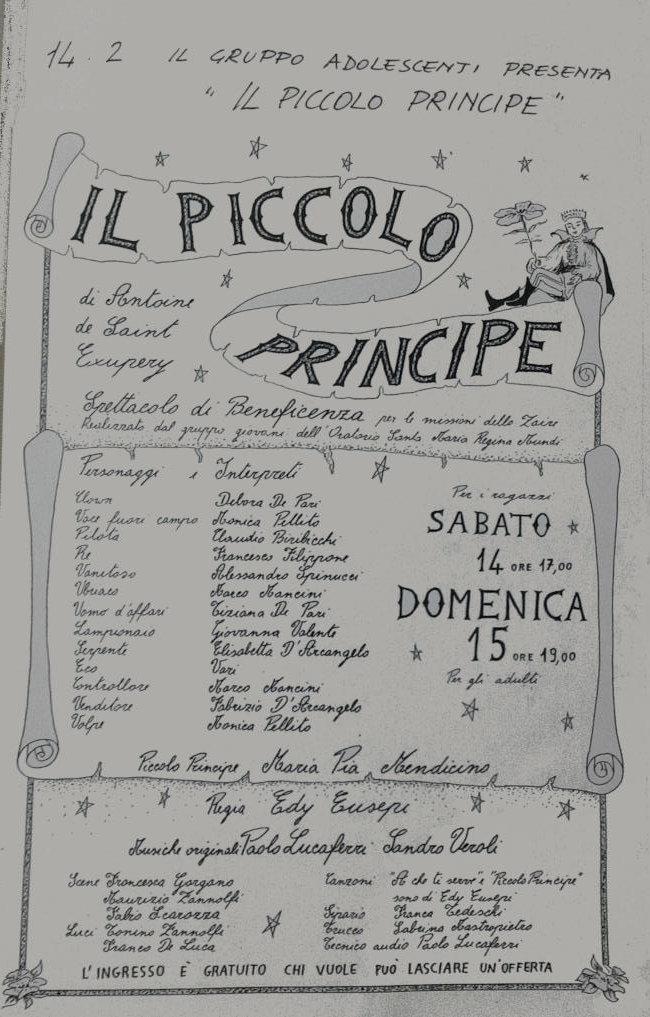 14.2 IL GRUPPO ADOLESCENTI PRESENTA
"IL PICCOLO PRINCIPE"
IL PICCOLO
PRINCIPE
di Antoine
de Saint
Exupery
Spettacolo di Beneficenza per le missioni dello Zaire
Realizzato dal gruppo giovani dell'Oratorio Santa Maria Regina Mundi
Personaggi e Interpreti
Clown Debora De Pari
Voce fuori campo Monica Pellito
Pilota Claudio Biribicchi
Re Francesco Filippone
Vanitoso Alessandro Spinucci
Ubriaco Marco Mancini
Uomo d'affari Tiziana De Pari
Lampionaio Giovanna Valente
Serpente Elisabetta D'Arcangelo
Eco Vari
Controllore Marco Mancini
Venditore Fabrizio D'Arcangelo
Volpe Monica Pellito
Per i ragazzi
SABATO
14 ORE 17,00
DOMENICA
15 ORE 19,00
Per gli adulti
Piccolo Principe Maria Pia Mendicino
Regia Edy Eusepi
Musiche originali Paolo Lucaferri Sandro Veroli
Scene Francesca Gorgano
Maurizio Zannolfi
Fabio Scarozza
Luci Tonino Zannolfi
Franco De Luca
Canzoni "A che ti serve" e "Piccolo Principe"
sono di Edy Eusepi
Sipario Franca Tedeschi
Trucco Sabrina Mastropietro
Tecnico audio Paolo Lucaferri
L'INGRESSO È GRATUITO CHI VUOLE PUÒ LASCIARE UN'OFFERTA